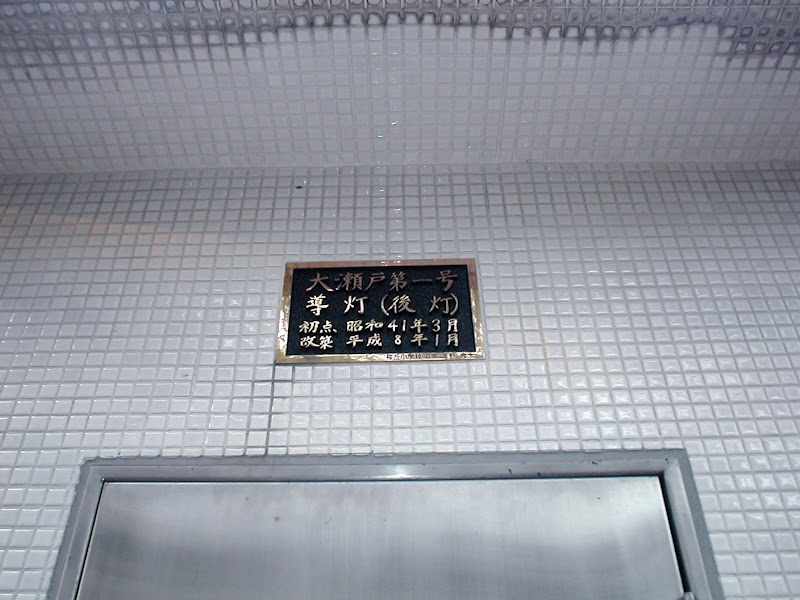 大瀬戸第一号
導灯(後灯)
初点 昭和41年3月
改築 平成8年1月